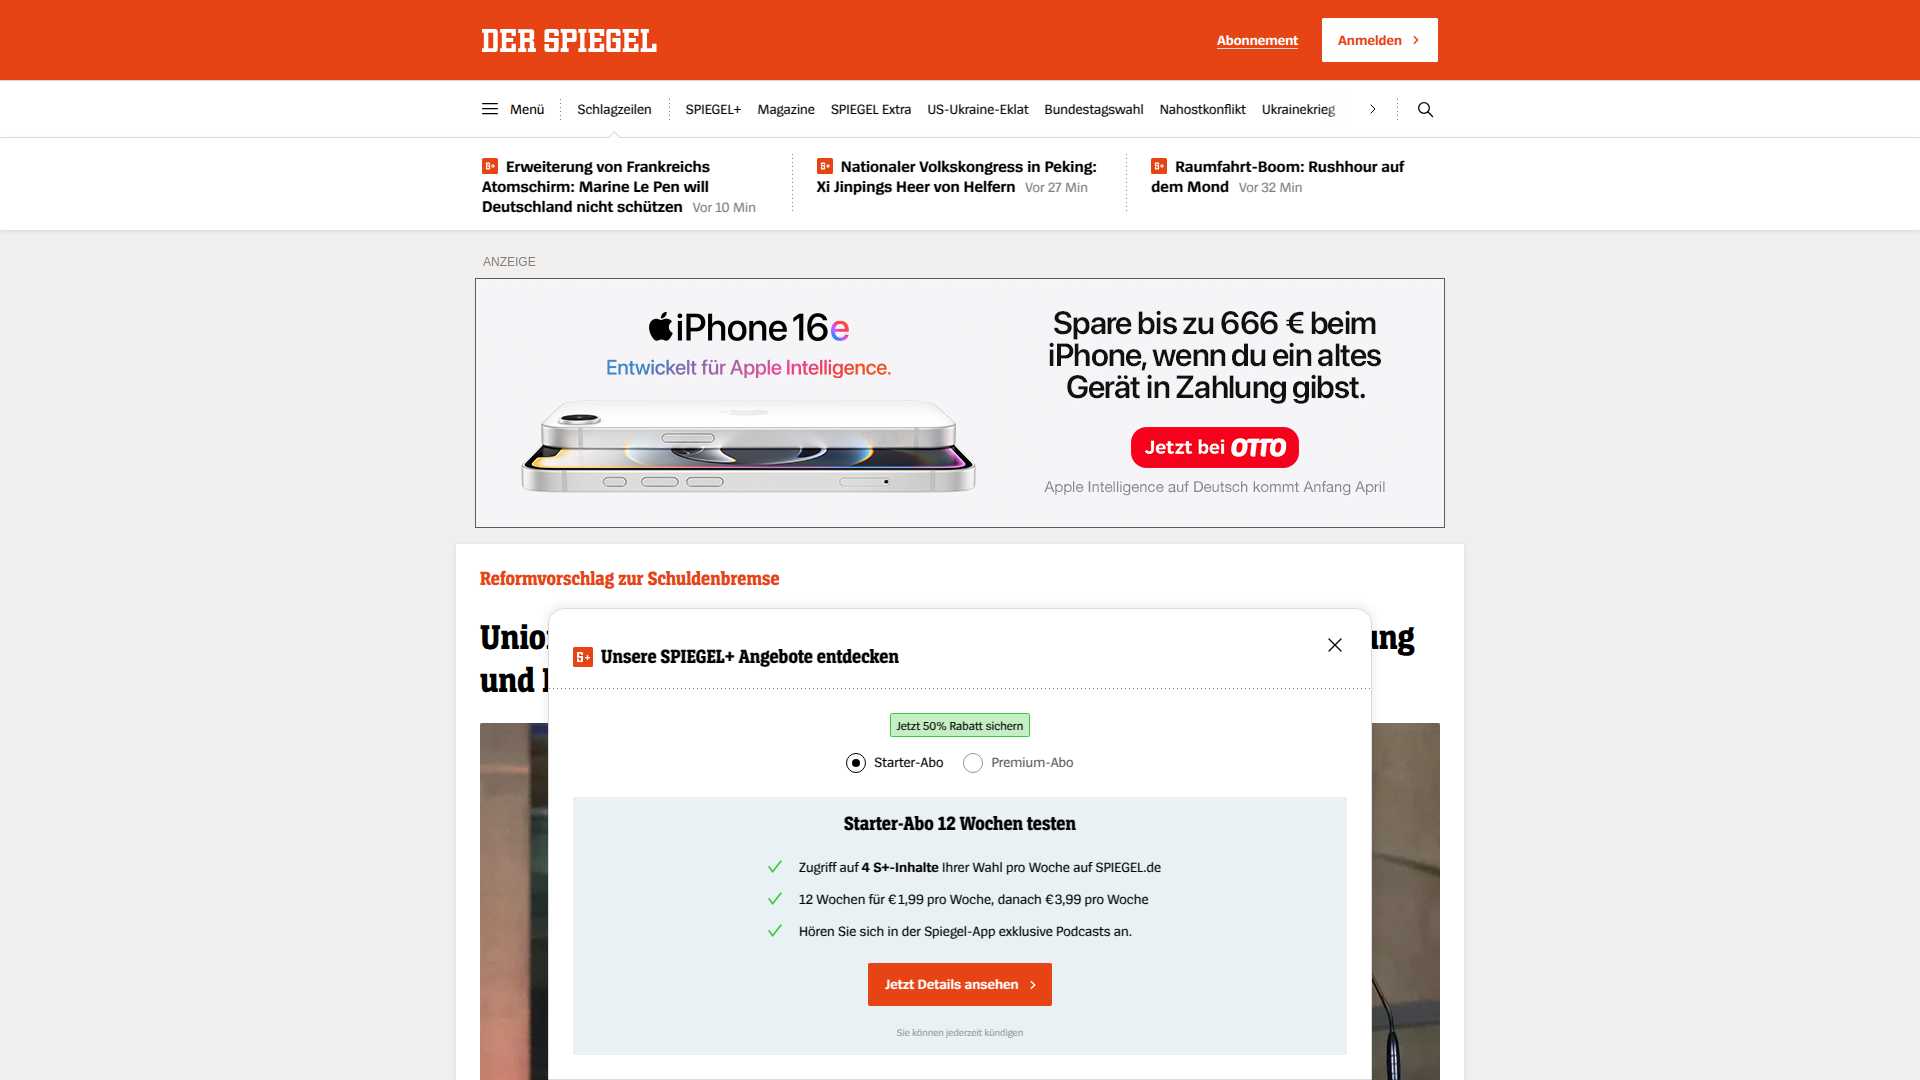 DER SPIEGEL
Abonnement
Anmelden
Menü
Schlagzeilen
SPIEGEL+
Magazine
SPIEGEL Extra
US-Ukraine-Eklat
Bundestagswahl
Nahostkonflikt
Ukrainekrieg
Erweiterung von Frankreichs
Atomschirm: Marine Le Pen will
Deutschland nicht schützen Vor 10 Min
Nationaler Volkskongress in Peking:
Xi Jinpings Heer von Helfern Vor 27 Min
Raumfahrt-Boom: Rushhour auf
dem Mond Vor 32 Min
ANZEIGE
iPhone 16e
Entwickelt für Apple Intelligence.
Spare bis zu 666 € beim
iPhone, wenn du ein altes
Gerät in Zahlung gibst.
Jetzt bei OTTO
Apple Intelligence auf Deutsch kommt Anfang April
Reformvorschlag zur Schuldenbremse
und
Unsere SPIEGEL+ Angebote entdecken
Jetzt 50% Rabatt sichern
Starter-Abo
Premium-Abo
Starter-Abo 12 Wochen testen
Zugriff auf 4 S+-Inhalte Ihrer Wahl pro Woche auf SPIEGEL.de
12 Wochen für € 1,99 pro Woche, danach € 3,99 pro Woche
Hören Sie sich in der Spiegel-App exklusive Podcasts an.
Jetzt Details ansehen
Sie können jederzeit kündigen